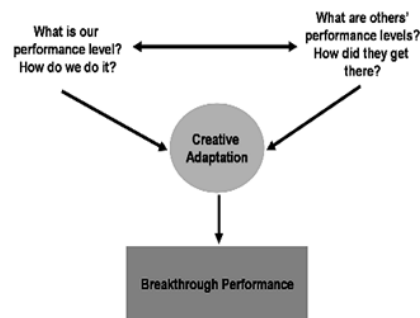 What is our
performance level?
How do we do it?
What are others'
performance levels?
How did they get
there?
Creative
Adaptation
Breakthrough Performance